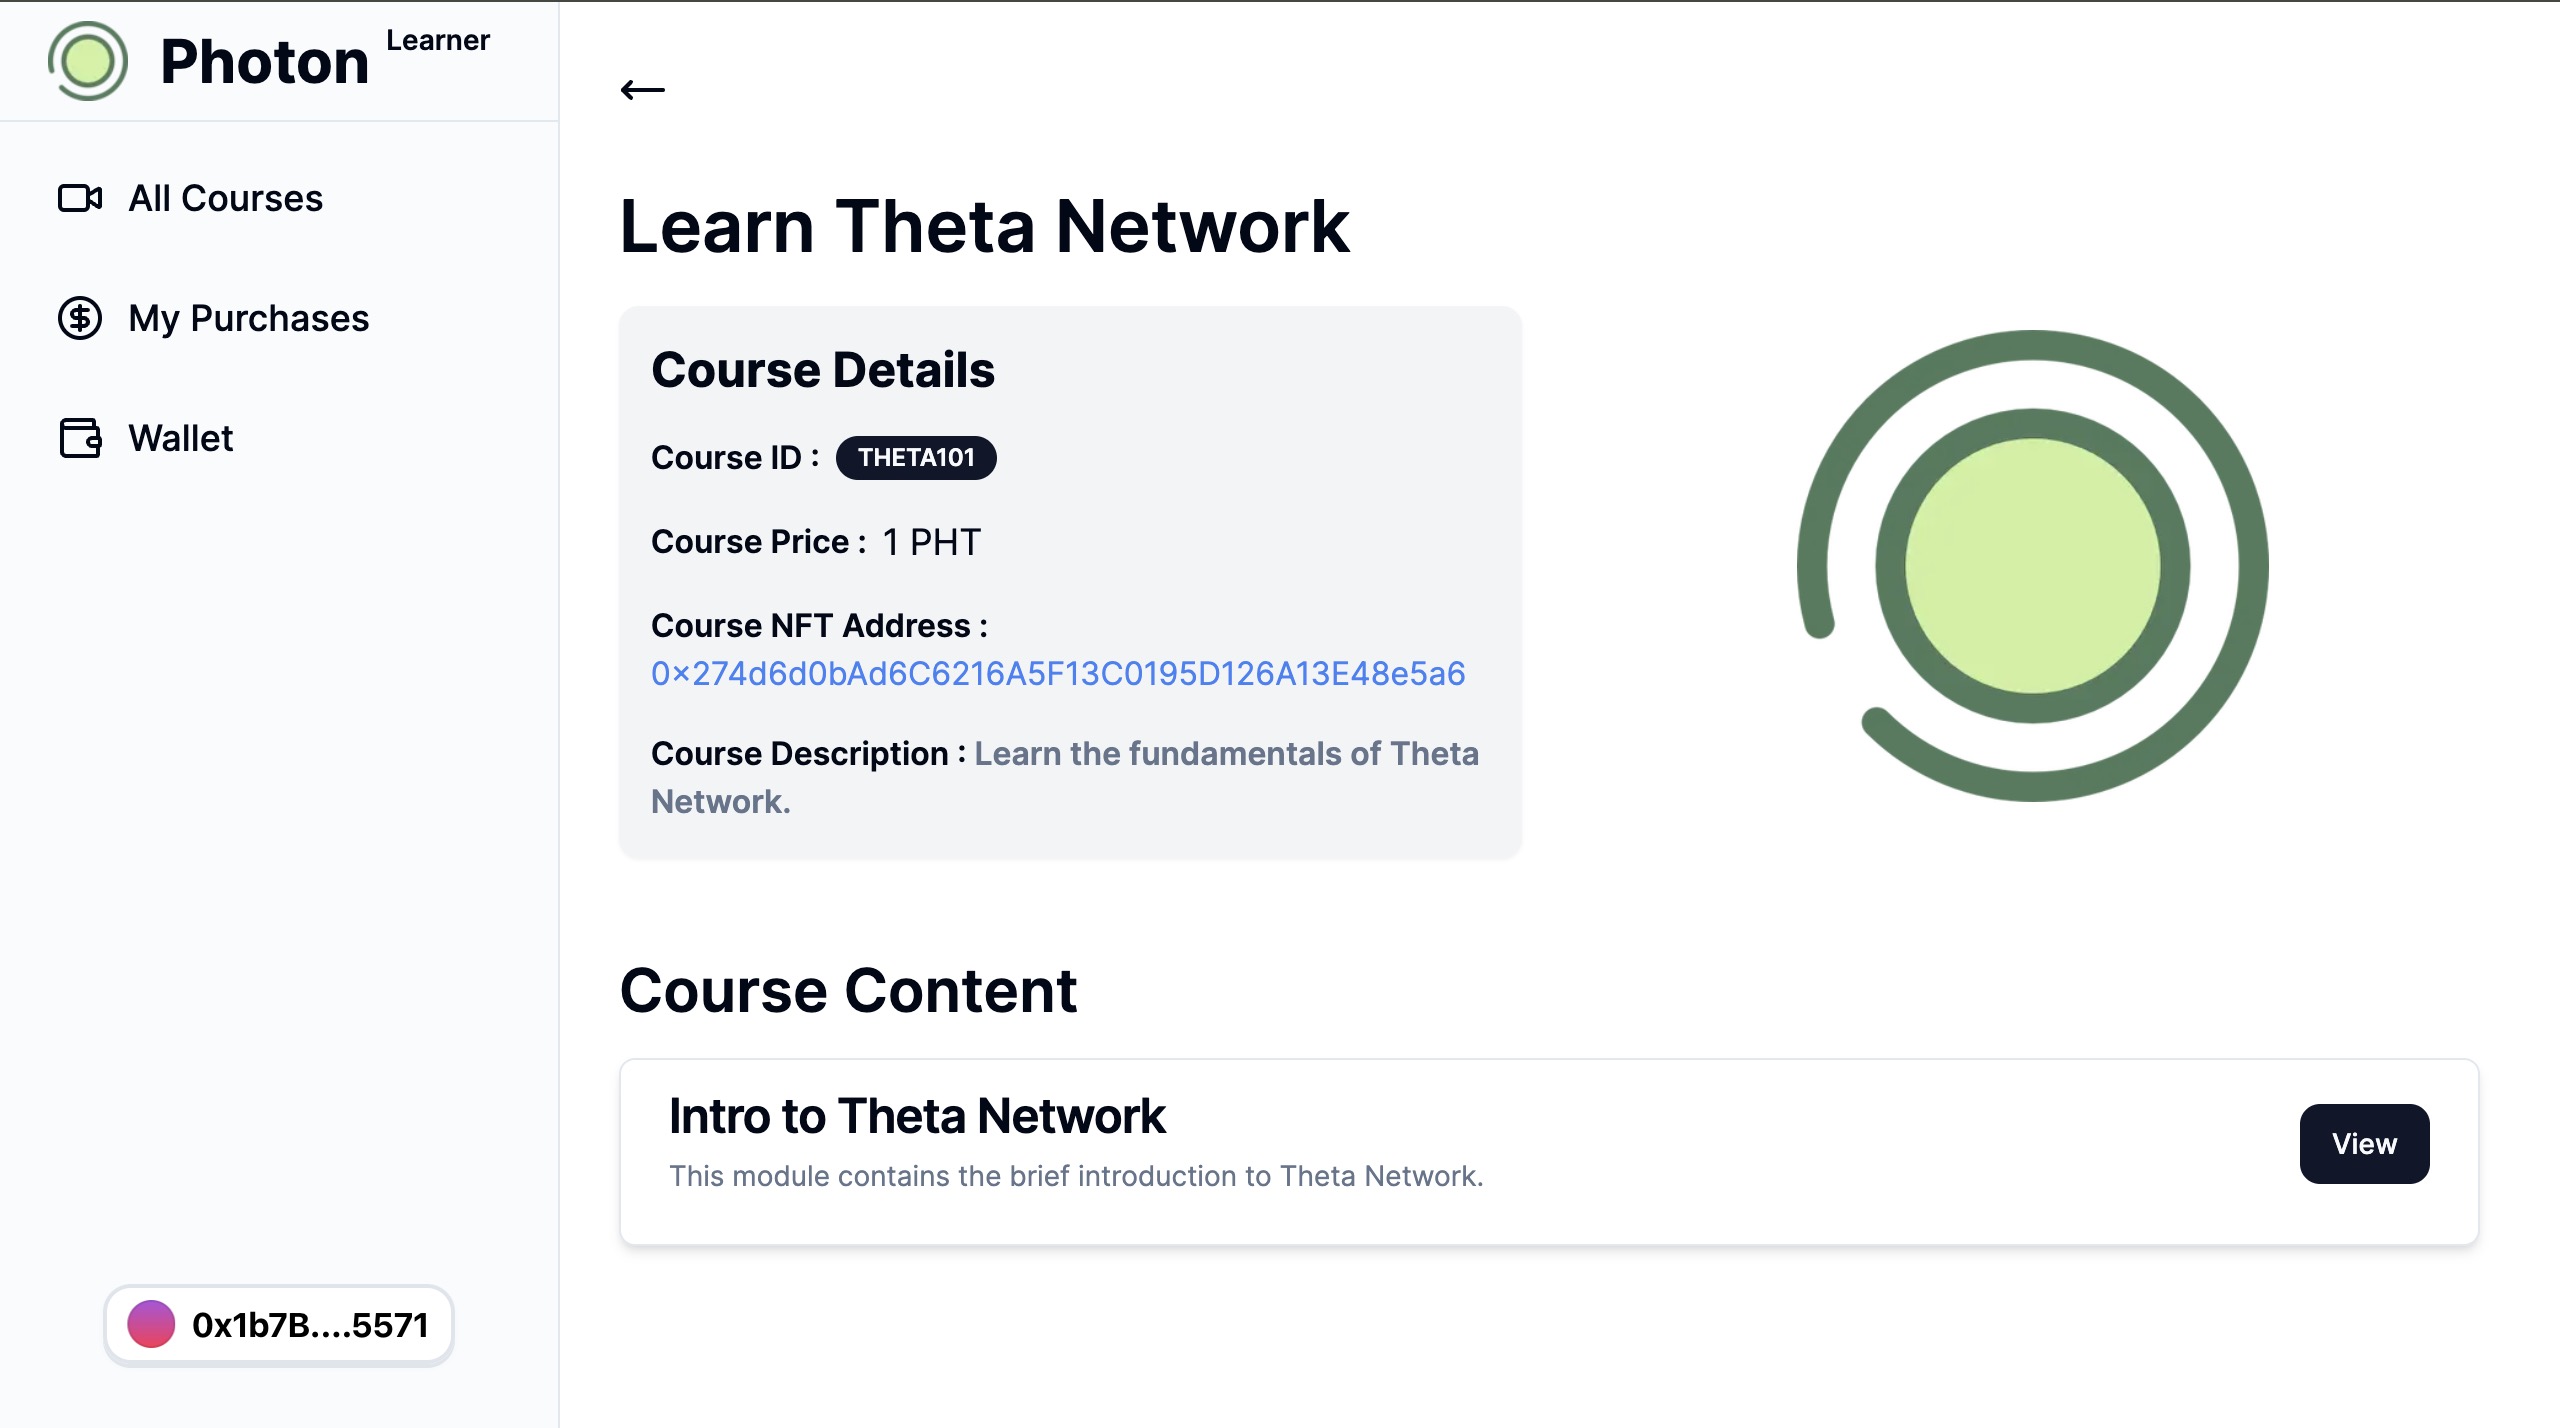 Photon Learner
All Courses
My Purchases
Wallet
0x1b7B....5571
Learn Theta Network
Course Details
Course ID : THETA101
Course Price : 1 PHT
Course NFT Address :
0x274d6d0bAd6C6216A5F13C0195D126A13E48e5a6
Course Description : Learn the fundamentals of Theta
Network.
Course Content
Intro to Theta Network
This module contains the brief introduction to Theta Network.
View